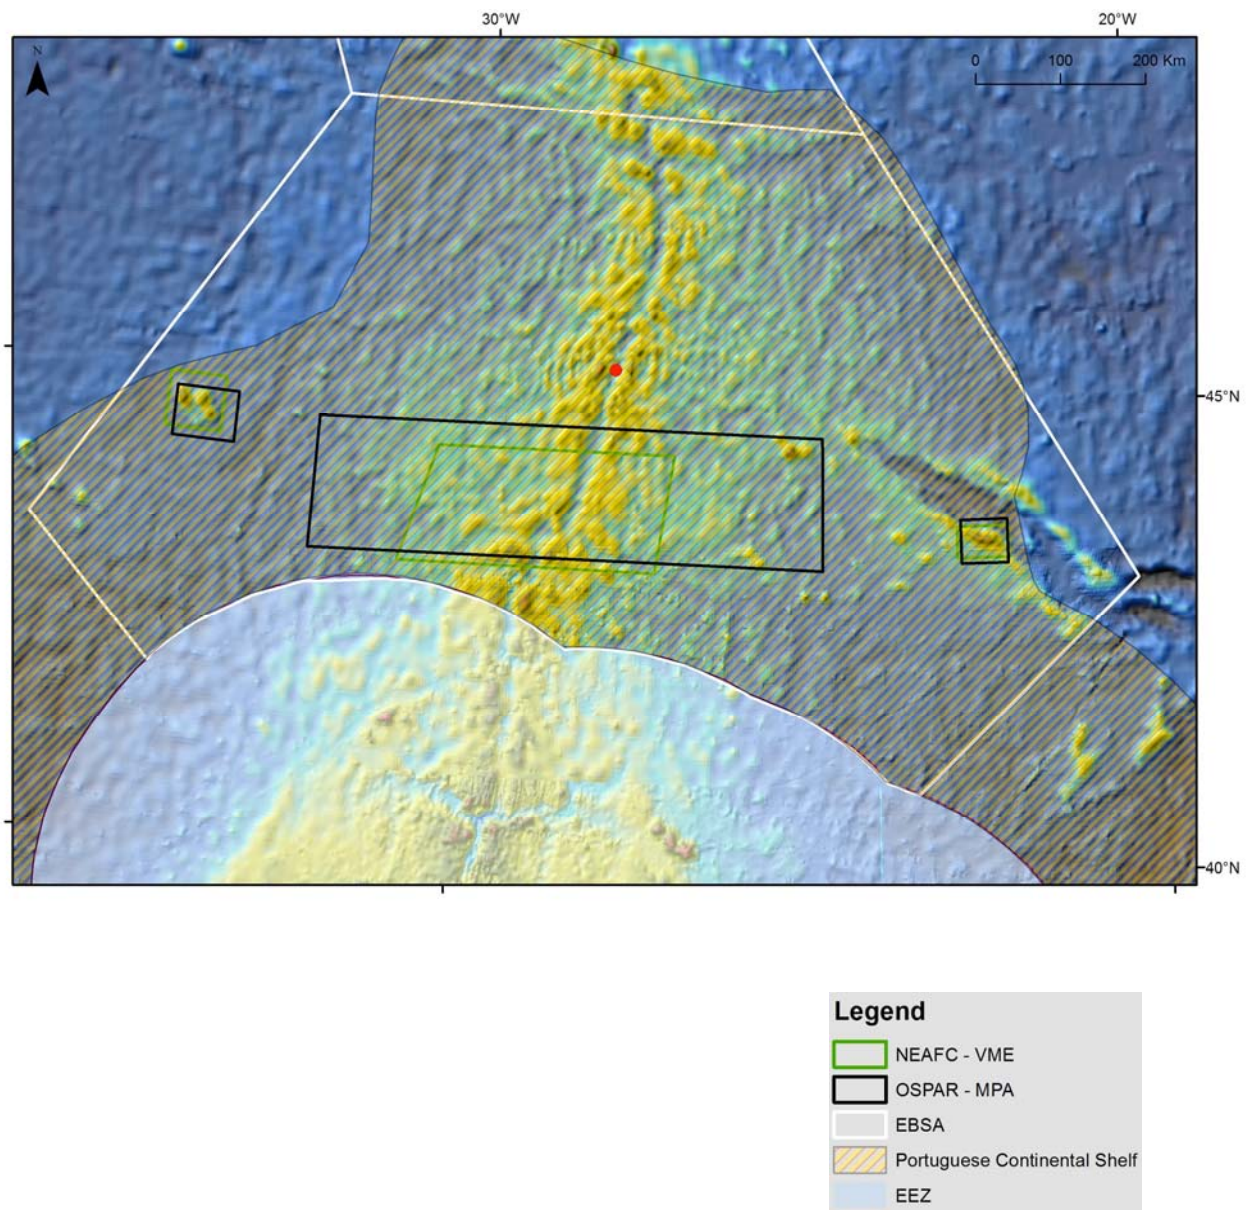 30°W
20°W
N
0 100 200 Km
45°N
40°N
Legend
NEAFC - VME
OSPAR - MPA
EBSA
Portuguese Continental Shelf
EEZ